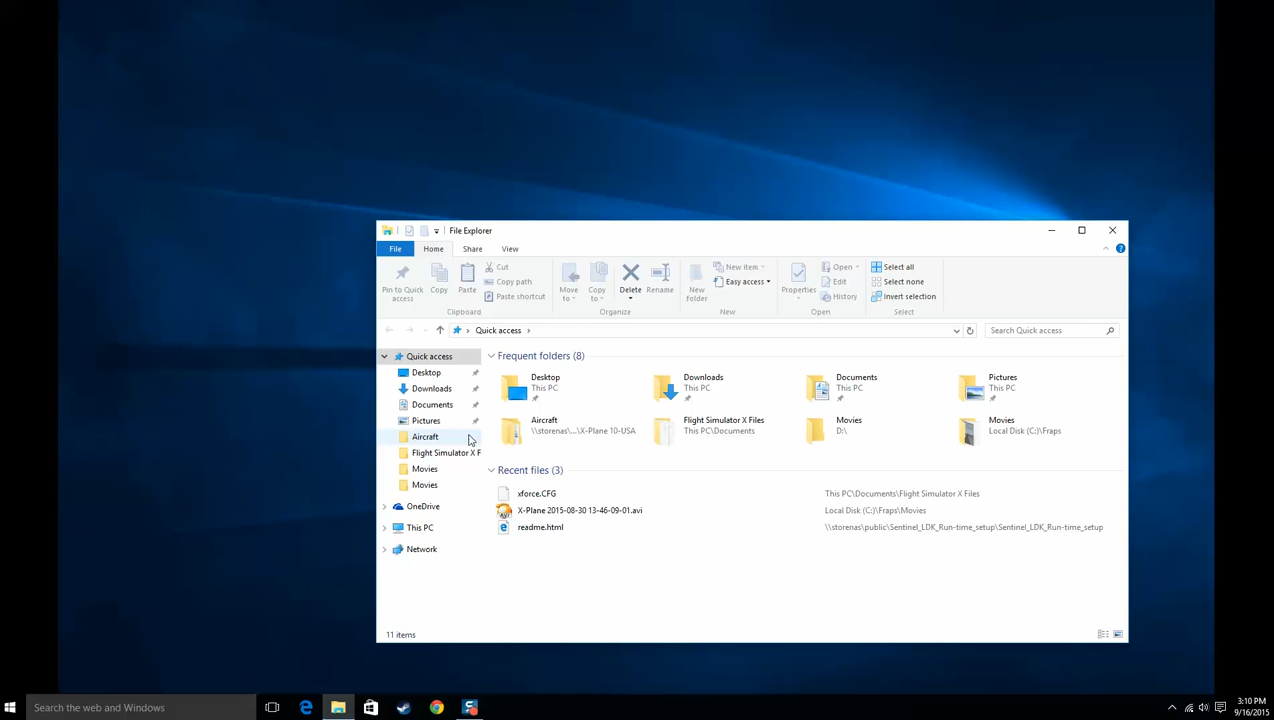 File Explorer
File Home Share View
Pin to Quick access
Copy
Paste
Cut
Copy path
Paste shortcut
Clipboard
Move to
Copy to
Delete
Rename
Organize
New folder
New item
Easy access
New
Properties
Open
Edit
History
Open
Select all
Select none
Invert selection
Select
Quick access
Search Quick access
Quick access
Desktop
Downloads
Documents
Pictures
Aircraft
Flight Simulator X F
Movies
Movies
OneDrive
This PC
Network
Frequent folders (8)
Desktop
This PC
Downloads
This PC
Documents
This PC
Pictures
This PC
Aircraft
\\storenas\...\X-Plane 10-USA
Flight Simulator X Files
This PC\Documents
Movies
D:\
Movies
Local Disk (C:)\Fraps
Recent files (3)
xforce.CFG This PC\Documents\Flight Simulator X Files
X-Plane 2015-08-30 13-46-09-01.avi Local Disk (C:)\Fraps\Movies
readme.html \\storenas\public\Sentinel_LDK_Run-time_setup\Sentinel_LDK_Run-time_setup
11 items
Search the web and Windows
3:10 PM
9/16/2015